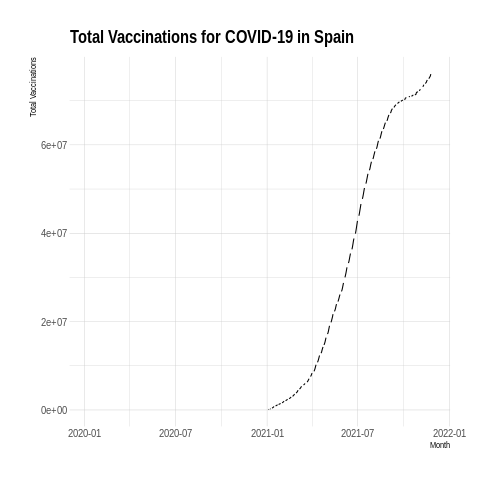 Total Vaccinations for COVID-19 in Spain
Total Vaccinations
6e+07
4e+07
2e+07
0e+00
2020-01 2020-07 2021-01 2021-07 2022-01
Month